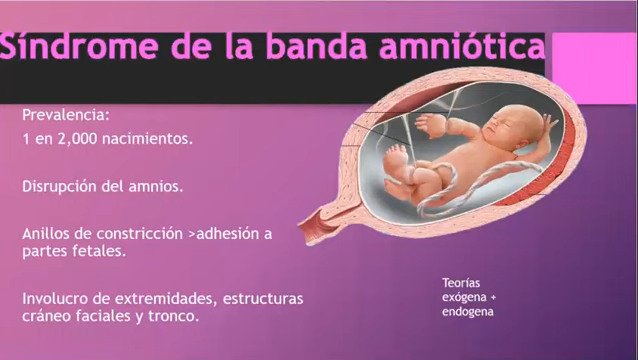 Síndrome de la banda amniótica
Prevalencia:
1 en 2,000 nacimientos.
Disrupción del amnios.
Anillos de constricción >adhesión a
partes fetales.
Involucro de extremidades, estructuras
cráneo faciales y tronco.
Teorías
exógena +
endogena